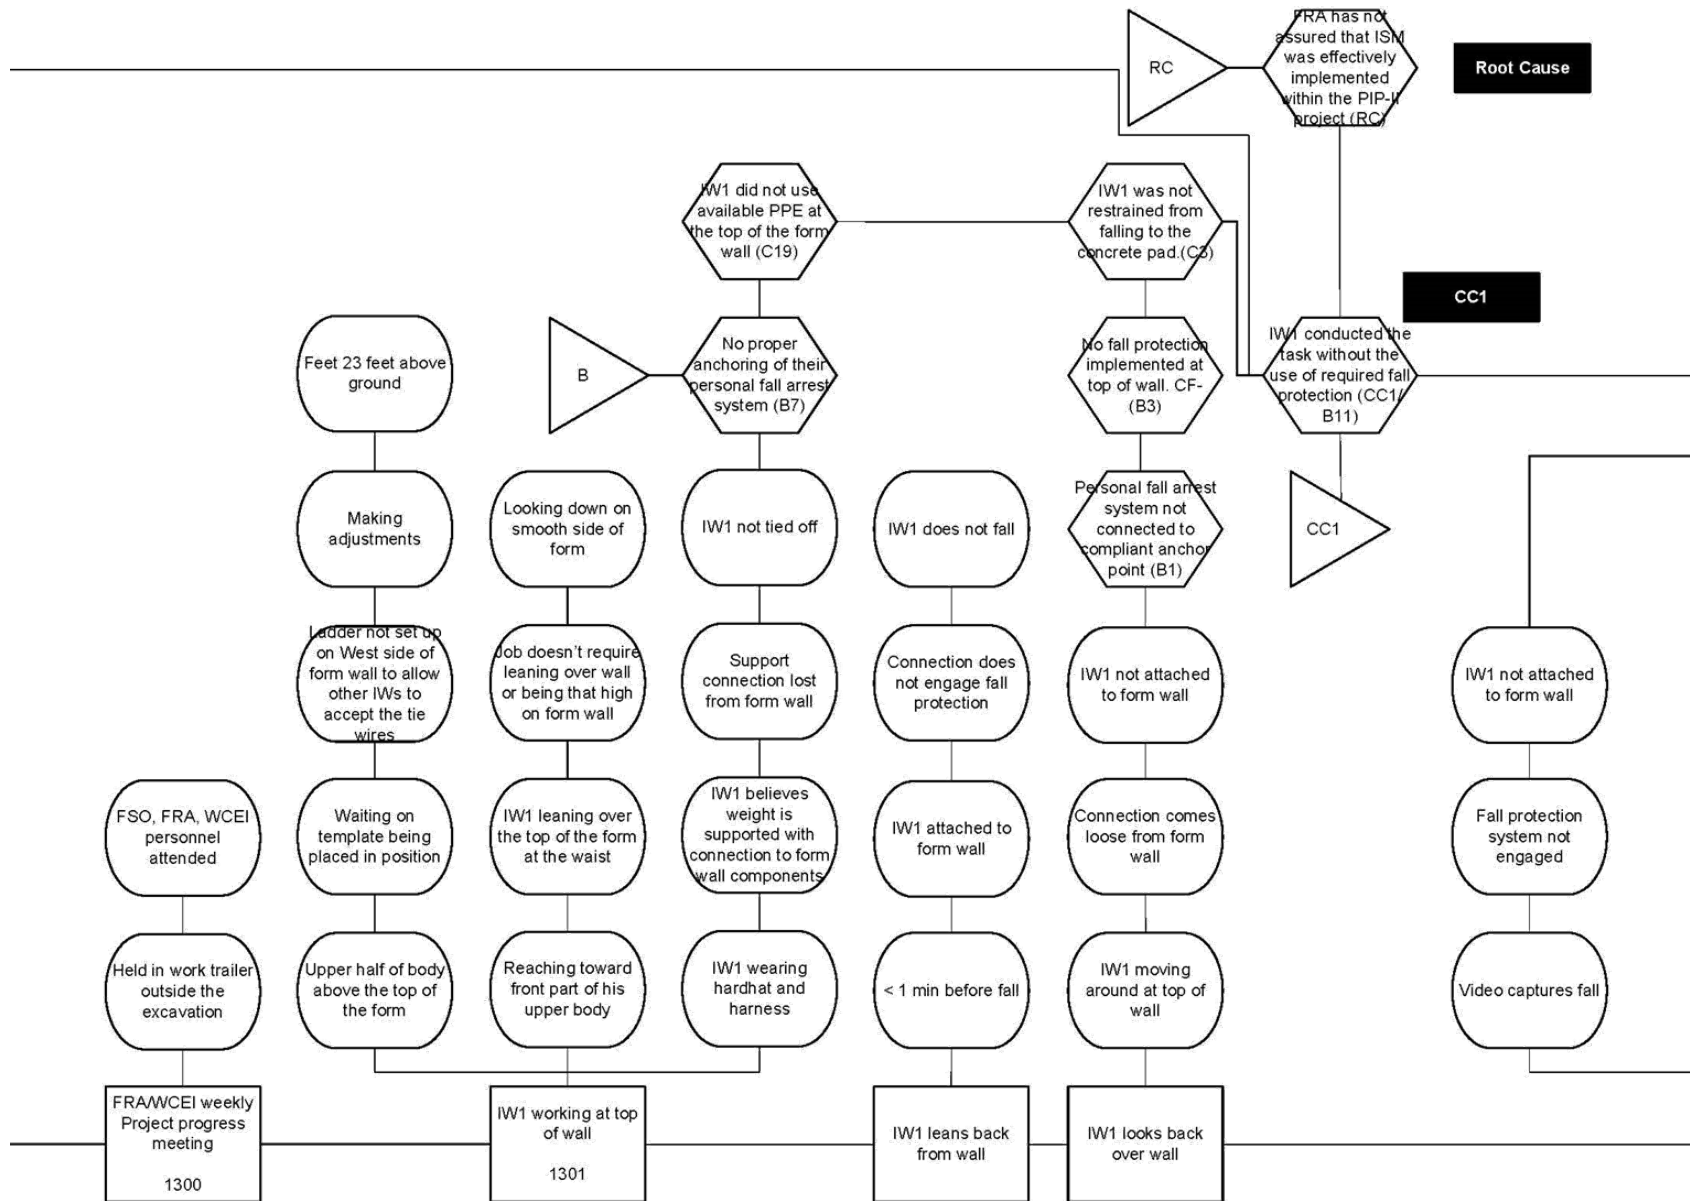 RC
FRA has not
assured that ISM
was effectively
implemented
within the PIP-II
project (RC)
Root Cause
IW1 did not use
available PPE at
the top of the form
wall (C19)
IW1 was not
restrained from
falling to the
concrete pad.(C3)
CC1
Feet 23 feet above
ground
B
No proper
anchoring of their
personal fall arrest
system (B7)
No fall protection
implemented at
top of wall. CF-
(B3)
IW1 conducted the
task without the
use of required fall
protection (CC1/
B11)
Making
adjustments
Looking down on
smooth side of
form
IW1 not tied off
IW1 does not fall
Personal fall arrest
system not
connected to
compliant anchor
point (B1)
CC1
Ladder not set up
on West side of
form wall to allow
other IWs to
accept the tie
wires
Job doesn't require
leaning over wall
or being that high
on form wall
Support
connection lost
from form wall
Connection does
not engage fall
protection
IW1 not attached
to form wall
IW1 not attached
to form wall
FSO, FRA, WCEI
personnel
attended
Waiting on
template being
placed in position
IW1 leaning over
the top of the form
at the waist
IW1 believes
weight is
supported with
connection to form
wall components
IW1 attached to
form wall
Connection comes
loose from form
wall
Fall protection
system not
engaged
Held in work trailer
outside the
excavation
Upper half of body
above the top of
the form
Reaching toward
front part of his
upper body
IW1 wearing
hardhat and
harness
< 1 min before fall
IW1 moving
around at top of
wall
Video captures fall
FRA/WCEI weekly
Project progress
meeting
1300
IW1 working at top
of wall
1301
IW1 leans back
from wall
IW1 looks back
over wall